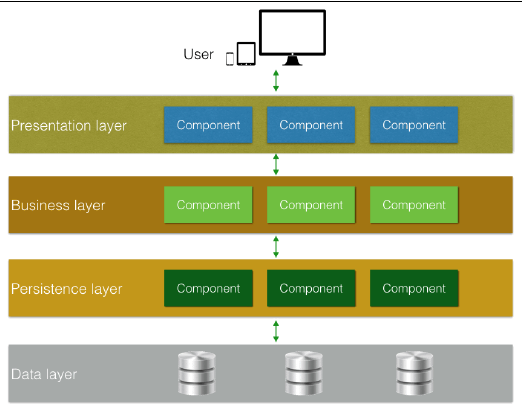 User
Presentation layer
Component Component Component
Business layer
Component Component Component
Persistence layer
Component Component Component
Data layer